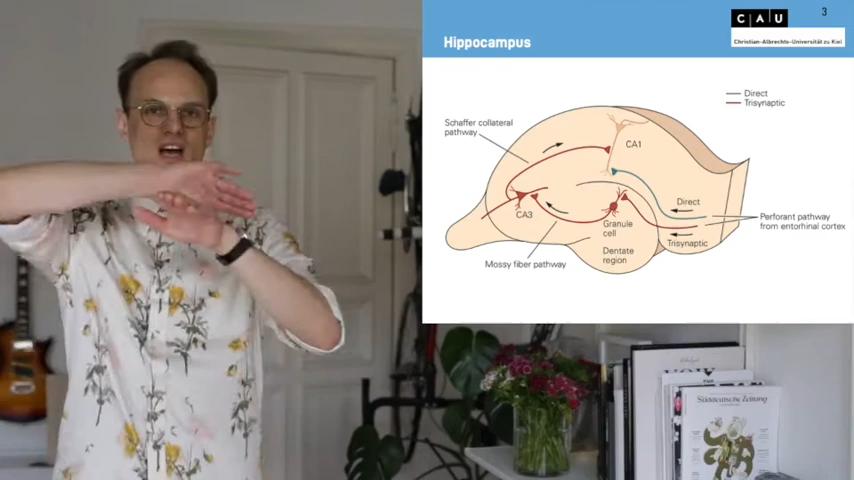 3
C|A|U
Christian-Albrechts-Universität zu Kiel
Hippocampus
Direct
Trisynaptic
Schaffer collateral
pathway
CA1
CA3
Granule
cell
Direct
Perforant pathway
from entorhinal cortex
Trisynaptic
Dentate
region
Mossy fiber pathway
Süddeutsche Zeitung